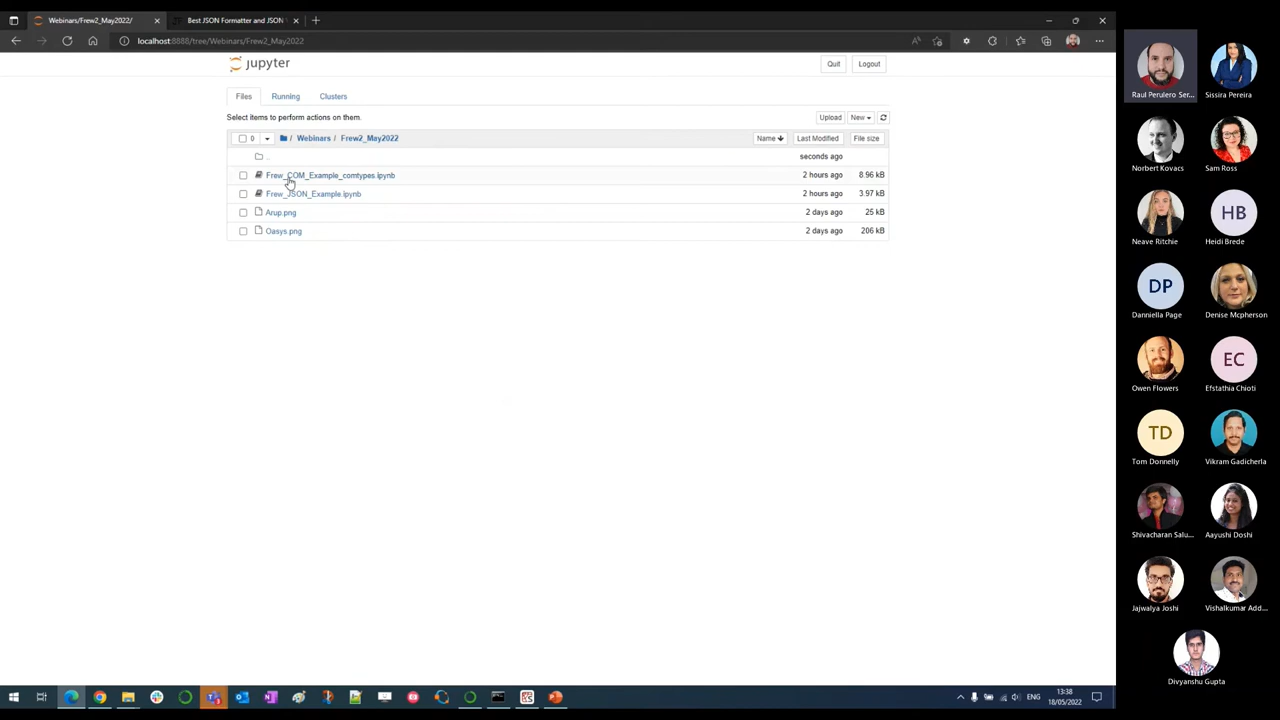 Webinars/Frew2_May2022/
Best JSON Formatter and JSON V
localhost:8888/tree/Webinars/Frew2_May2022
jupyter
Quit
Logout
Files
Running
Clusters
Select items to perform actions on them.
Upload
New
0
/ Webinars / Frew2_May2022
Name
Last Modified
File size
..
seconds ago
Frew_COM_Example_comtypes.ipynb
2 hours ago
8.96 kB
Frew_JSON_Example.ipynb
2 hours ago
3.97 kB
Arup.png
2 days ago
25 kB
Oasys.png
2 days ago
206 kB
Raul Perulero Ser...
Sissira Pereira
Norbert Kovacs
Sam Ross
Neave Ritchie
HB
Heidi Brede
DP
Danniella Page
Denise Mcpherson
Owen Flowers
EC
Efstathia Chioti
TD
Tom Donnelly
Vikram Gadicherla
Shivacharan Salu...
Aayushi Doshi
Jajwalya Joshi
Vishalkumar Add...
Divyanshu Gupta
ENG
13:38
18/05/2022